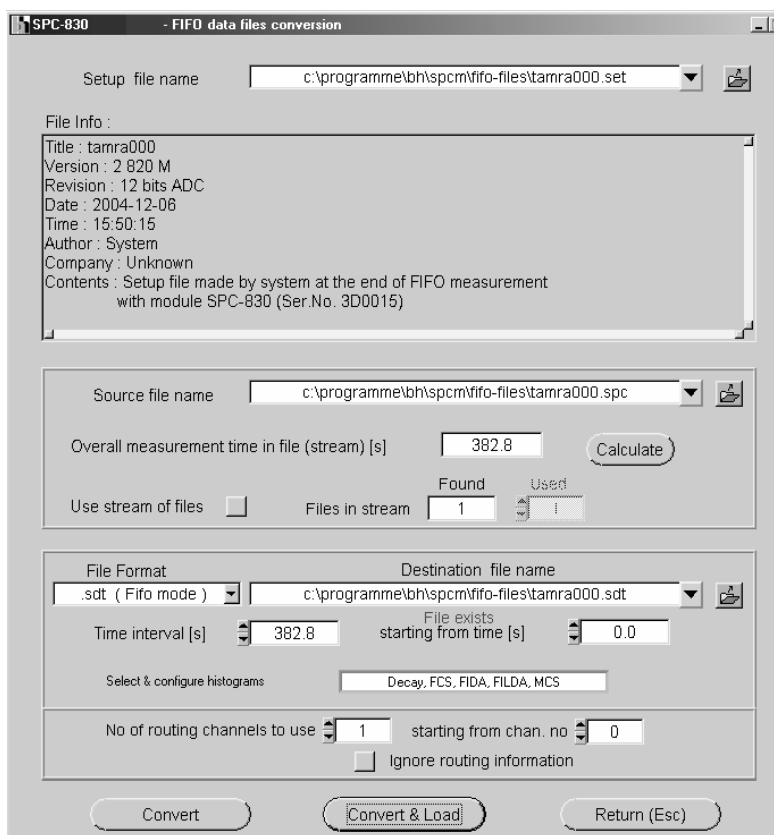 SPC-830 - FIFO data files conversion
Setup file name c:\programme\bh\spcm\fifo-files\tamra000.set
File Info :
Title : tamra000
Version : 2 820 M
Revision : 12 bits ADC
Date : 2004-12-06
Time : 15:50:15
Author : System
Company : Unknown
Contents : Setup file made by system at the end of FIFO measurement
with module SPC-830 (Ser.No. 3D0015)
Source file name c:\programme\bh\spcm\fifo-files\tamra000.spc
Overall measurement time in file (stream) [s] 382.8 Calculate
Found Used
Use stream of files Files in stream 1 1
File Format Destination file name
.sdt ( Fifo mode ) c:\programme\bh\spcm\fifo-files\tamra000.sdt
File exists
Time interval [s] 382.8 starting from time [s] 0.0
Select & configure histograms Decay, FCS, FIDA, FILDA, MCS
No of routing channels to use 1 starting from chan. no 0
Ignore routing information
Convert Convert & Load Return (Esc)